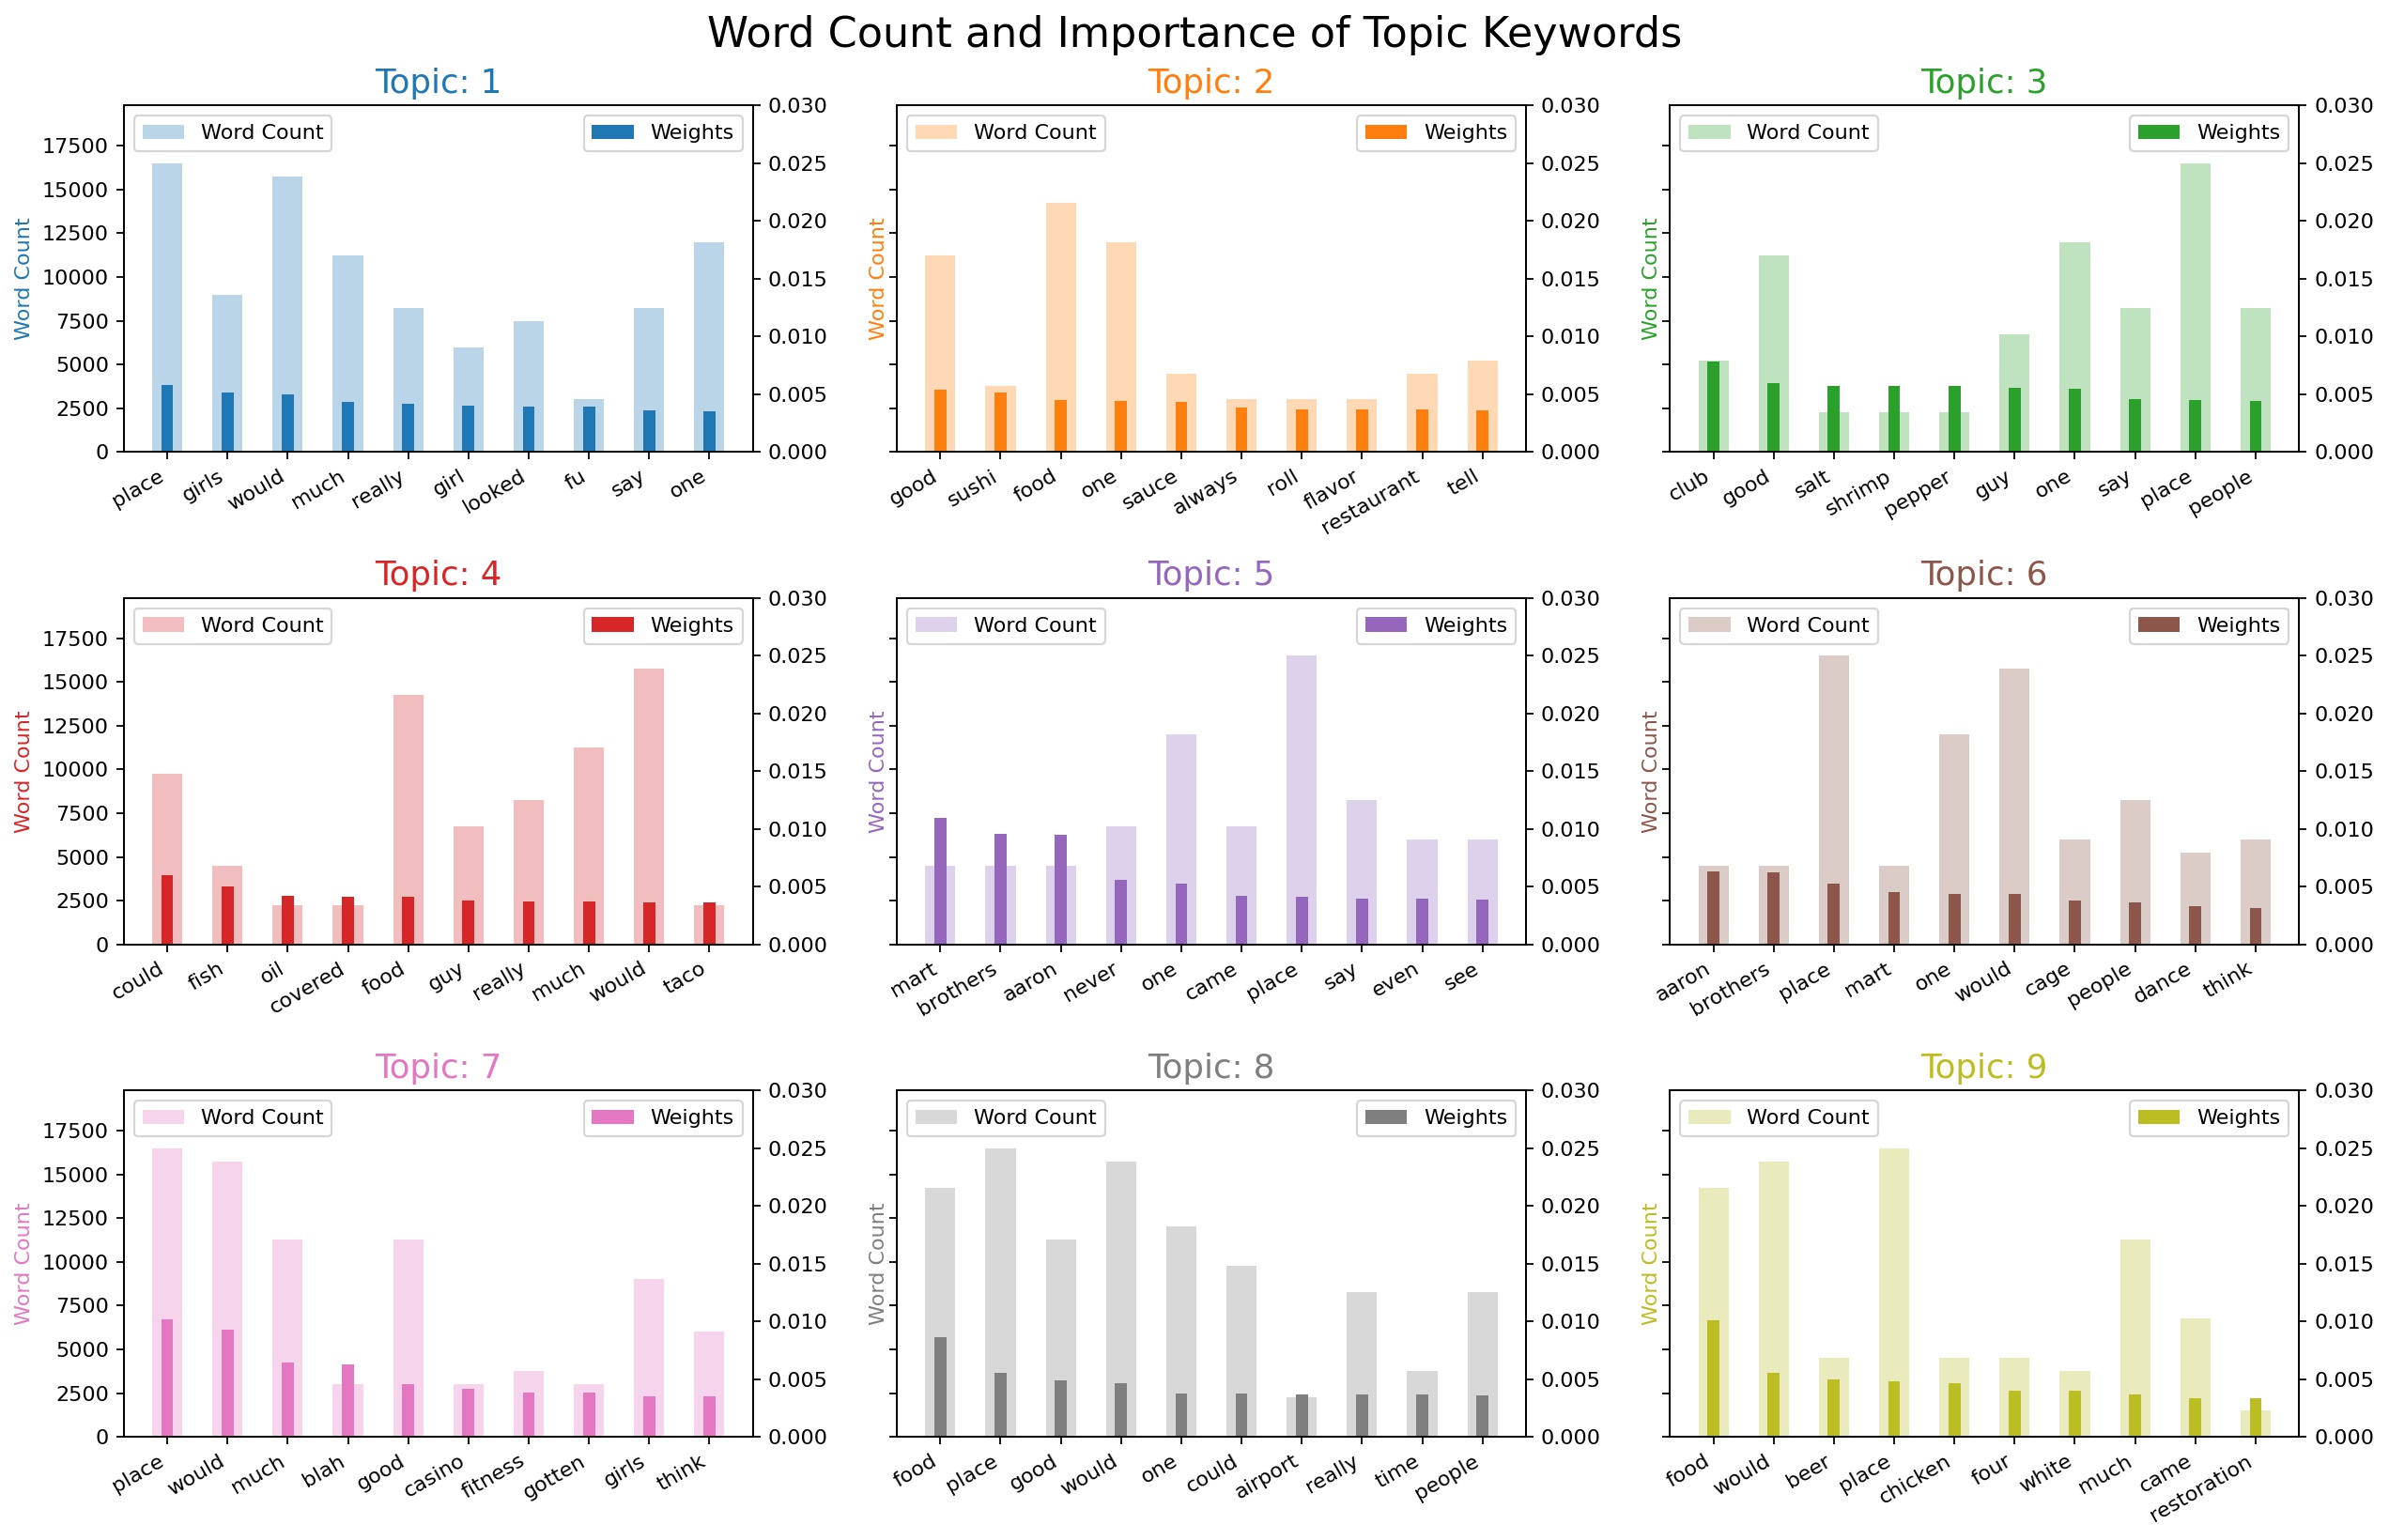 Word Count and Importance of Topic Keywords
Topic: 1
Word Count
Weights
Word Count
17500
15000
12500
10000
7500
5000
2500
0
0.030
0.025
0.020
0.015
0.010
0.005
0.000
place girls would much really girl looked fu say one
Topic: 2
Word Count
Weights
Word Count
0.030
0.025
0.020
0.015
0.010
0.005
0.000
good sushi food one sauce always roll flavor restaurant tell
Topic: 3
Word Count
Weights
Word Count
0.030
0.025
0.020
0.015
0.010
0.005
0.000
club good salt shrimp pepper guy one say place people
Topic: 4
Word Count
Weights
Word Count
17500
15000
12500
10000
7500
5000
2500
0
0.030
0.025
0.020
0.015
0.010
0.005
0.000
could fish oil covered food guy really much would taco
Topic: 5
Word Count
Weights
Word Count
0.030
0.025
0.020
0.015
0.010
0.005
0.000
mart brothers aaron never one came place say even see
Topic: 6
Word Count
Weights
Word Count
0.030
0.025
0.020
0.015
0.010
0.005
0.000
aaron brothers place mart one would cage people dance think
Topic: 7
Word Count
Weights
Word Count
17500
15000
12500
10000
7500
5000
2500
0
0.030
0.025
0.020
0.015
0.010
0.005
0.000
place would much blah good casino fitness gotten girls think
Topic: 8
Word Count
Weights
Word Count
0.030
0.025
0.020
0.015
0.010
0.005
0.000
food place good would one could airport really time people
Topic: 9
Word Count
Weights
Word Count
0.030
0.025
0.020
0.015
0.010
0.005
0.000
food would beer place chicken four white much came restoration